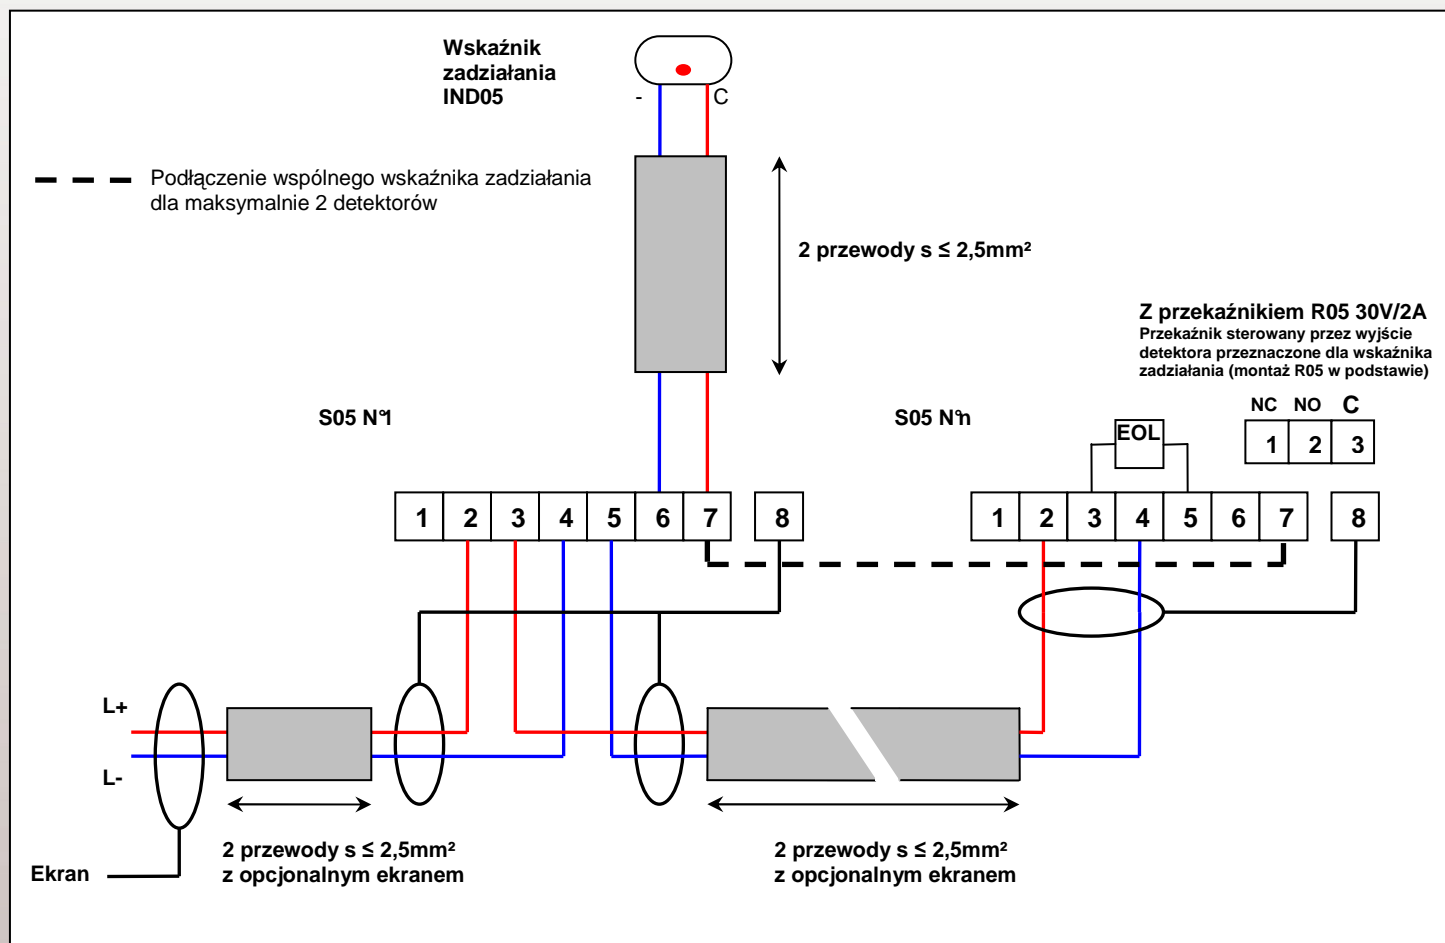 Wskaźnik
zadziałania
IND05
- C
Podłączenie wspólnego wskaźnika zadziałania
dla maksymalnie 2 detektorów
2 przewody s ≤ 2,5mm²
Z przekaźnikiem R05 30V/2A
Przekaźnik sterowany przez wyjście
detektora przeznaczone dla wskaźnika
zadziałania (montaż R05 w podstawie)
NC NO C
1 2 3
S05 N°1
S05 N°n
EOL
1 2 3 4 5 6 7 8
1 2 3 4 5 6 7 8
L+
L-
Ekran
2 przewody s ≤ 2,5mm²
z opcjonalnym ekranem
2 przewody s ≤ 2,5mm²
z opcjonalnym ekranem